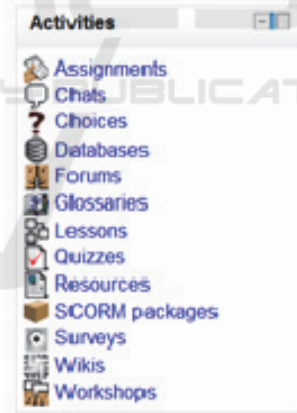 Activities
Assignments
Chats
Choices
Databases
Forums
Glossaries
Lessons
Quizzes
Resources
SCORM packages
Surveys
Wikis
Workshops